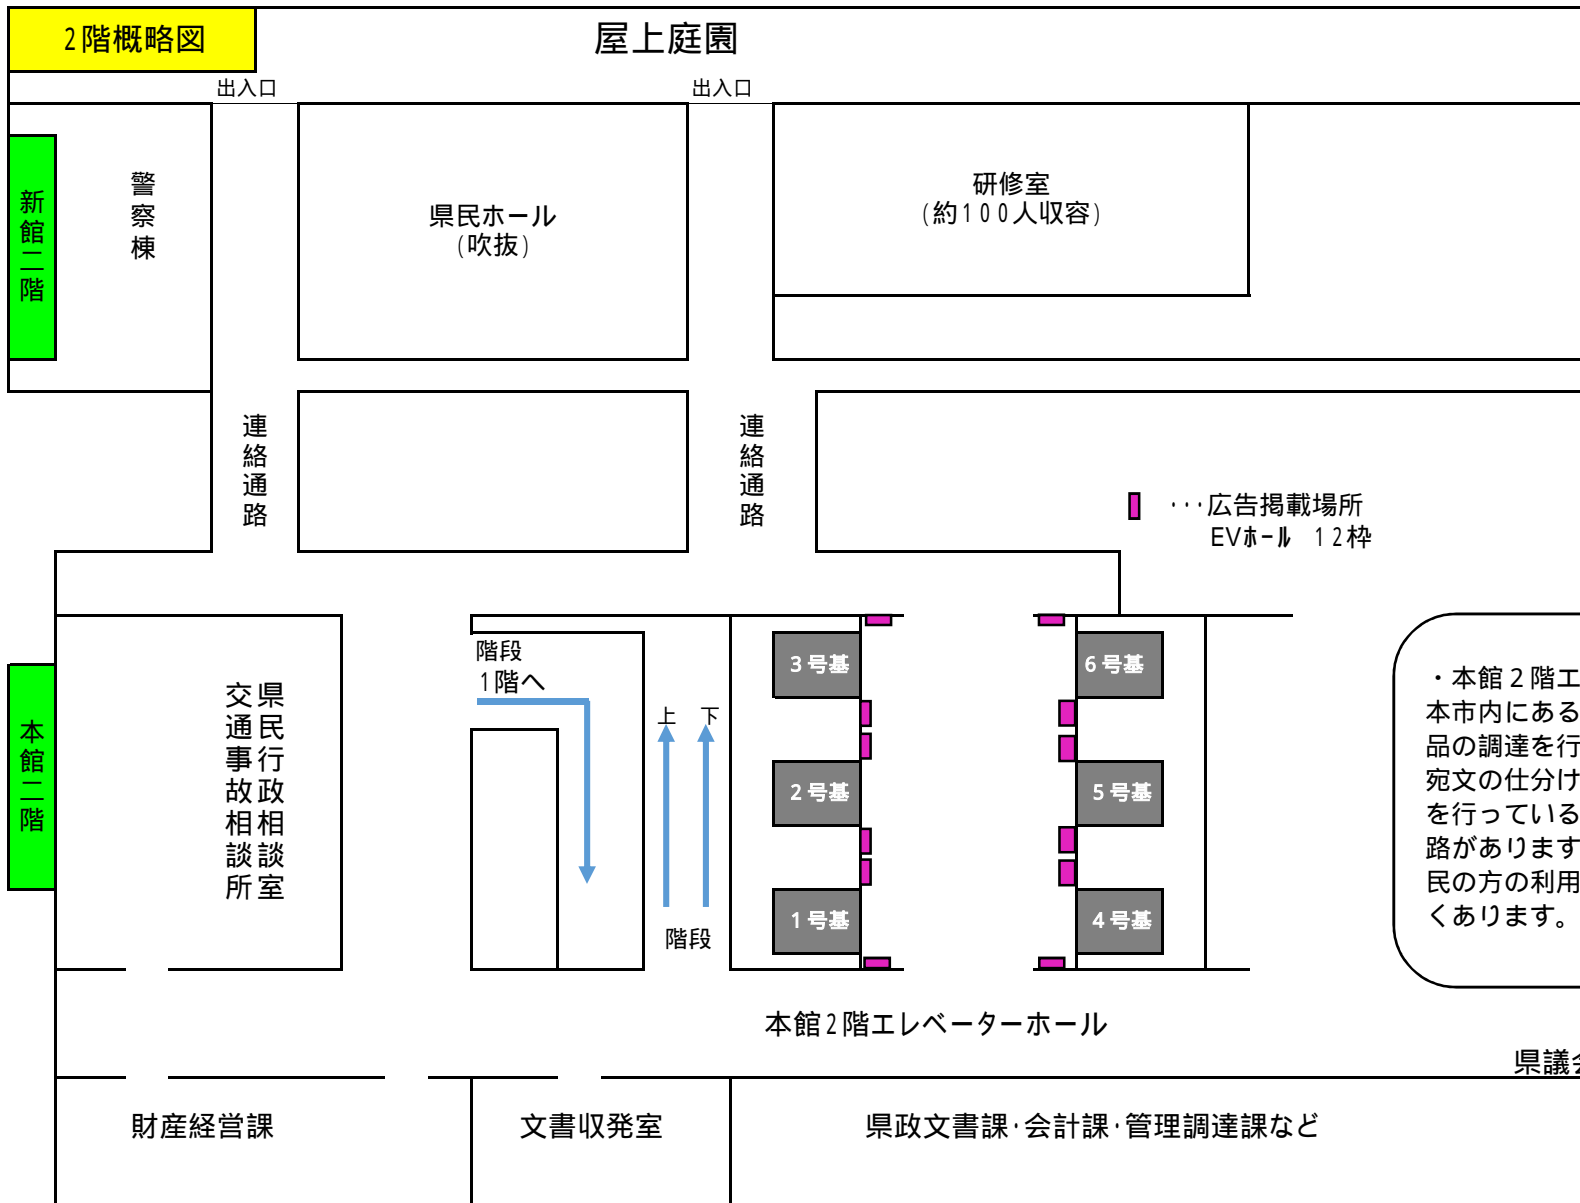 2階概略図
屋上庭園
出入口
出入口
新館二階
警察棟
県民ホール
(吹抜)
研修室
(約100人収容)
連絡通路
連絡通路
･･･広告掲載場所
EVホール 12枠
本館二階
県民行政相談室
交通事故相談所
階段
1階へ
上
下
階段
3号基
2号基
1号基
6号基
5号基
4号基
・本館2階エ
本市内にある
品の調達を行
宛文の仕分け
を行っている
路があります
民の方の利用
くあります。
本館2階エレベーターホール
県議会
財産経営課
文書収発室
県政文書課･会計課･管理調達課など